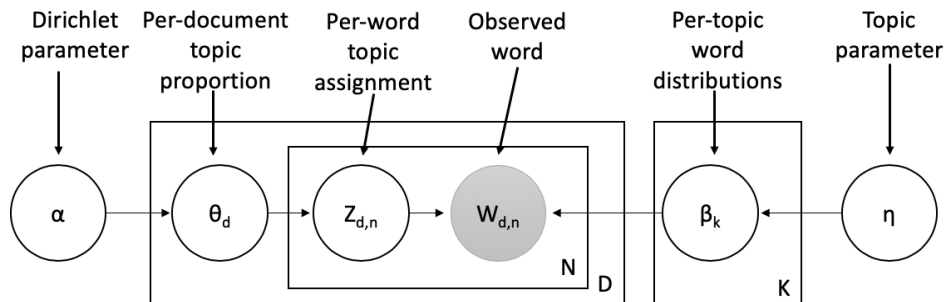 Dirichlet
parameter
Per-document
topic
proportion
Per-word
topic
assignment
Observed
word
Per-topic
word
distributions
Topic
parameter
α
θd
Zd,n
Wd,n
βk
η
N
D
K